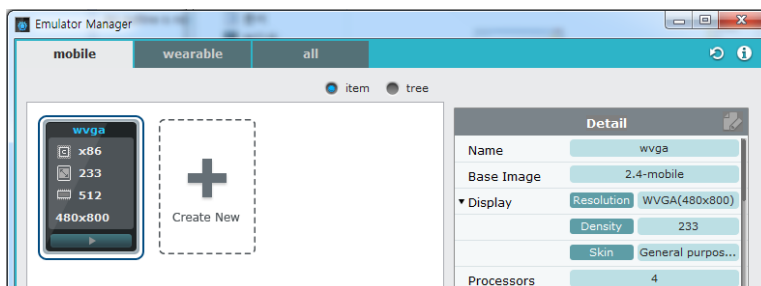 Emulator Manager
mobile
wearable
all
item
tree
wvga
x86
233
512
480x800
Create New
Detail
Name wvga
Base Image 2.4-mobile
Display Resolution WVGA(480x800)
Density 233
Skin General purpos...
Processors 4